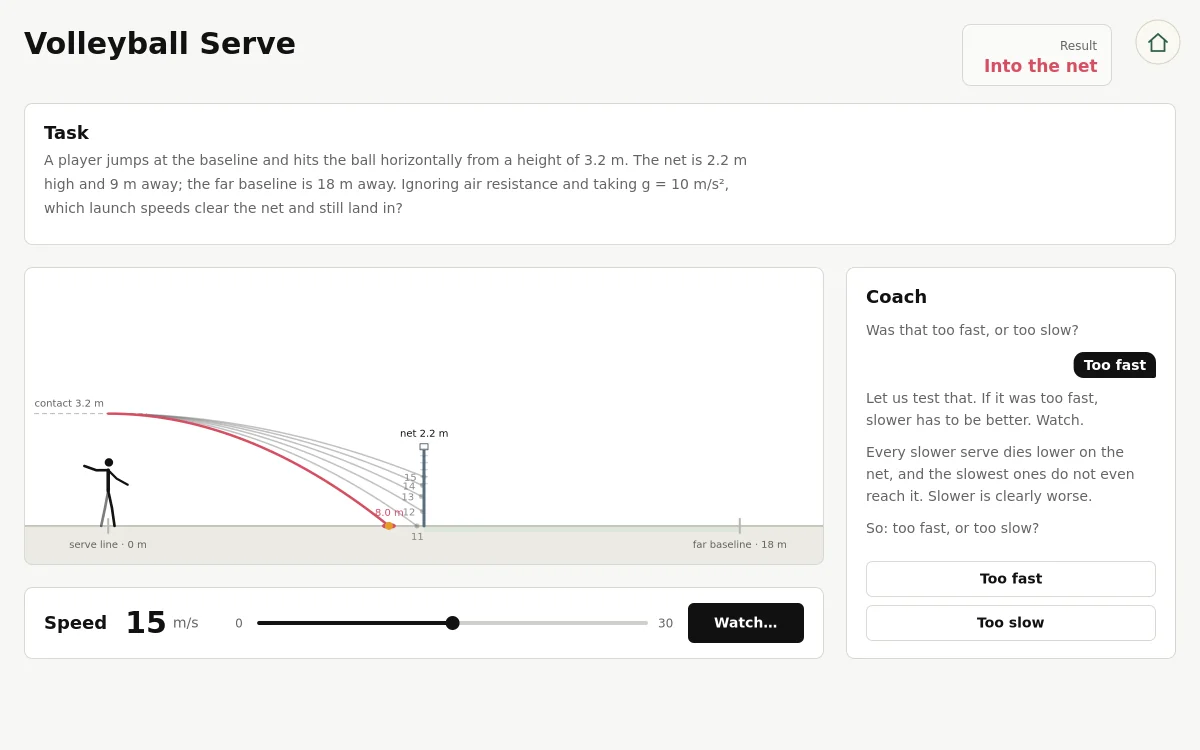 Volleyball Serve
Result
Into the net
Task
A player jumps at the baseline and hits the ball horizontally from a height of 3.2 m. The net is 2.2 m
high and 9 m away; the far baseline is 18 m away. Ignoring air resistance and taking g = 10 m/s²,
which launch speeds clear the net and still land in?
contact 3.2 m
net 2.2 m
15
14
13
12
8.0 m
11
serve line · 0 m
far baseline · 18 m
Speed
15 m/s
0
30
Watch…
Coach
Was that too fast, or too slow?
Too fast
Let us test that. If it was too fast,
slower has to be better. Watch.
Every slower serve dies lower on the
net, and the slowest ones do not even
reach it. Slower is clearly worse.
So: too fast, or too slow?
Too fast
Too slow